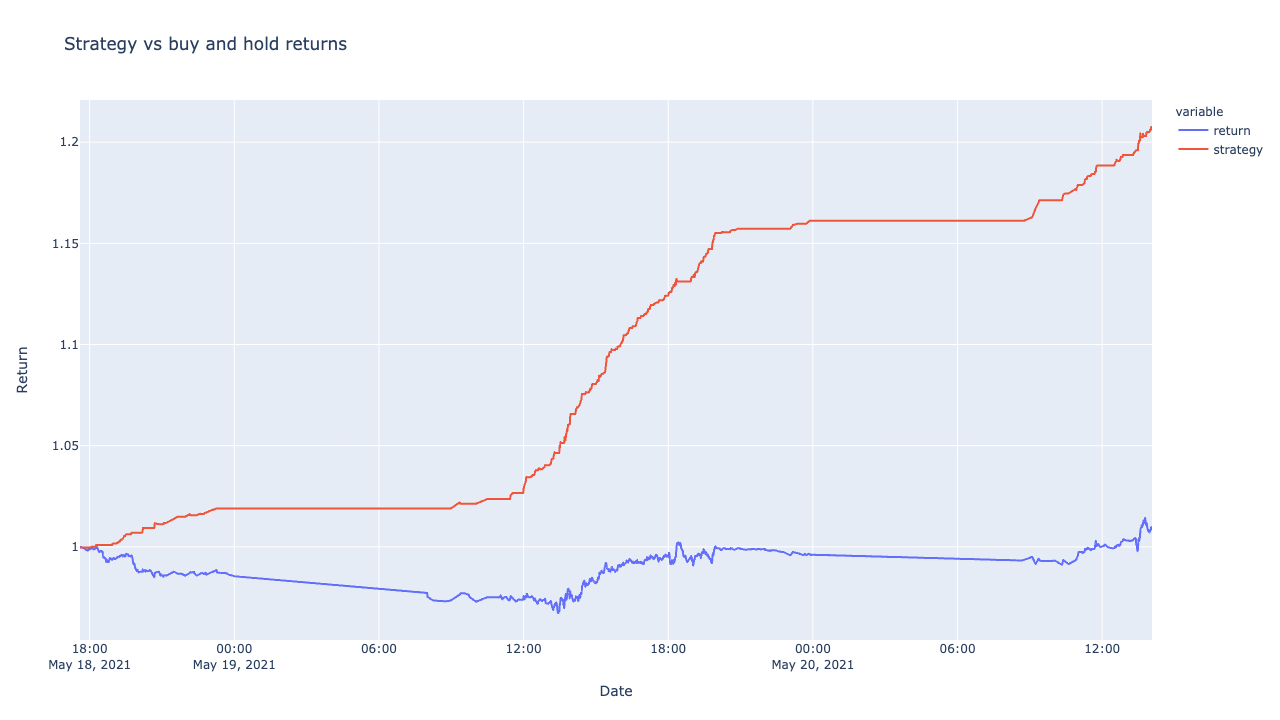 Strategy vs buy and hold returns
variable
return
strategy
Return
1.2
1.15
1.1
1.05
1
18:00
May 18, 2021
00:00
May 19, 2021
06:00
12:00
18:00
00:00
May 20, 2021
06:00
12:00
Date